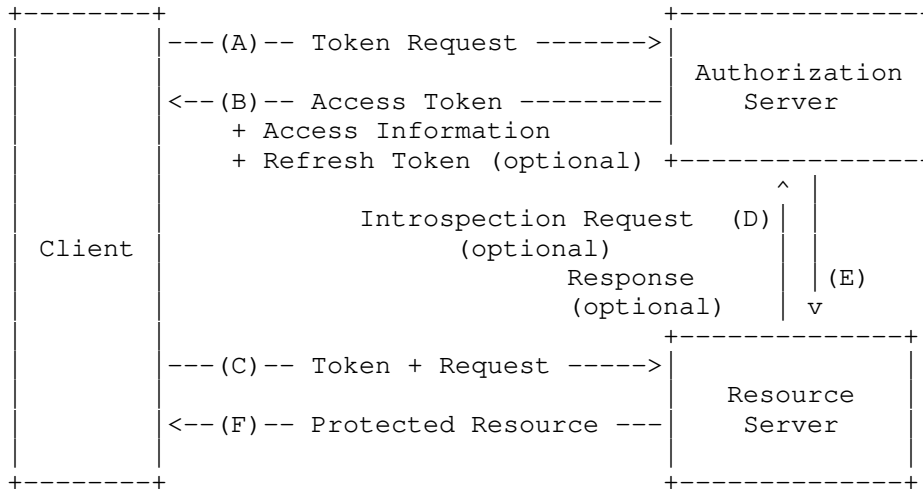 ---(A)-- Token Request ------->
Authorization
<--(B)-- Access Token ---------
Server
+ Access Information
+ Refresh Token (optional)
Introspection Request (D)
Client
(optional)
Response
(E)
(optional)
---(C)-- Token + Request ----->
Resource
<--(F)-- Protected Resource ---
Server